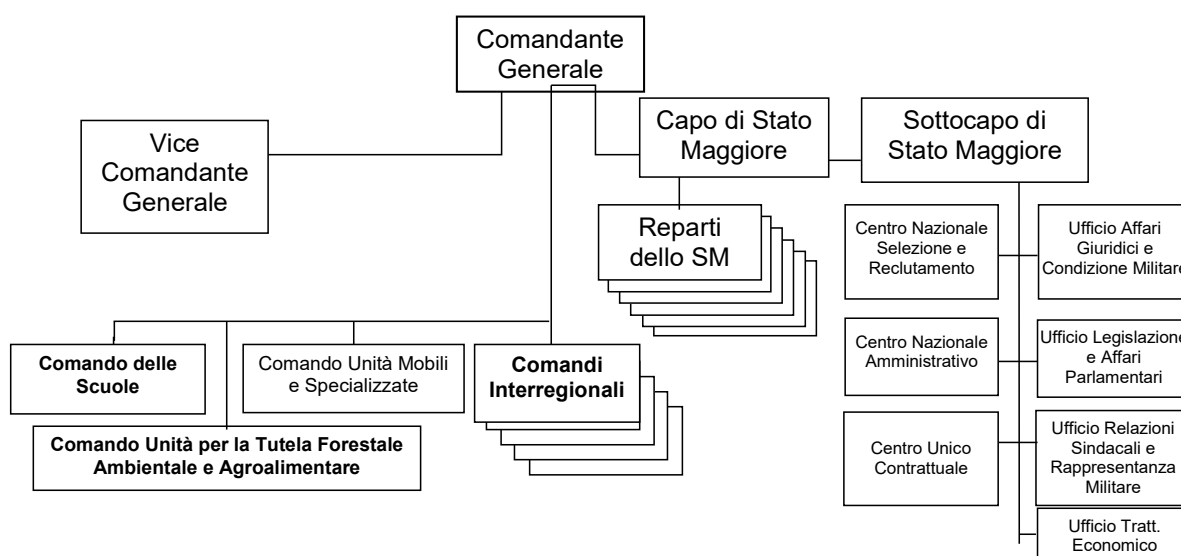 Comandante
Generale
Vice
Comandante
Generale
Capo di Stato
Maggiore
Sottocapo di
Stato Maggiore
Reparti
dello SM
Centro Nazionale
Selezione e
Reclutamento
Ufficio Affari
Giuridici e
Condizione Militare
Centro Nazionale
Amministrativo
Ufficio Legislazione
e Affari
Parlamentari
Centro Unico
Contrattuale
Ufficio Relazioni
Sindacali e
Rappresentanza
Militare
Ufficio Tratt.
Economico
Comando delle
Scuole
Comando Unità Mobili
e Specializzate
Comandi
Interregionali
Comando Unità per la Tutela Forestale
Ambientale e Agroalimentare